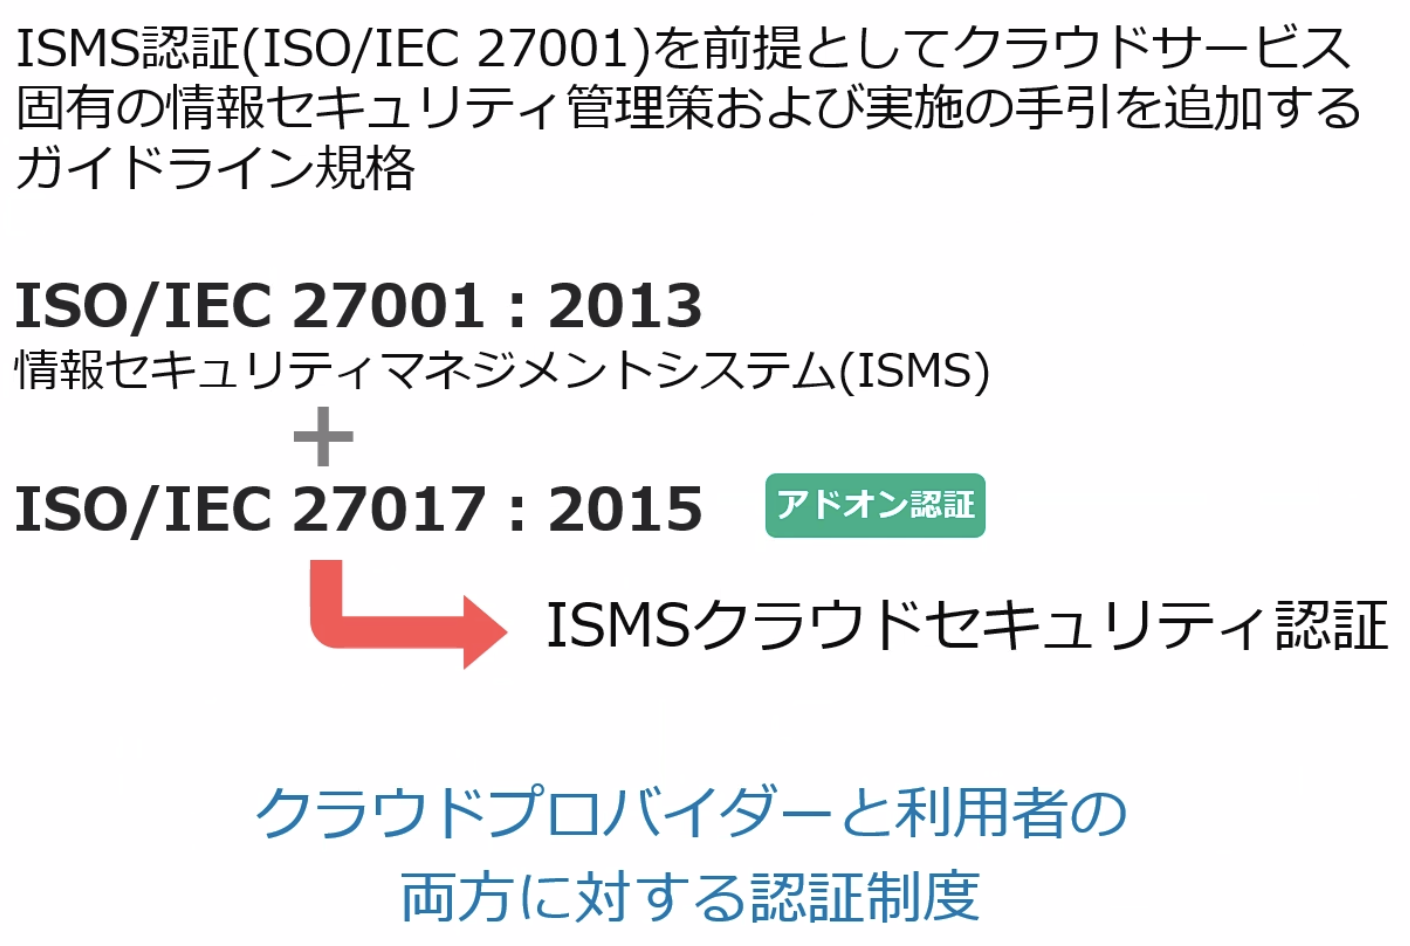 ISMS認証(ISO/IEC 27001)を前提としてクラウドサービス
固有の情報セキュリティ管理策および実施の手引を追加する
ガイドライン規格
ISO/IEC 27001 : 2013
情報セキュリティマネジメントシステム(ISMS)
+
ISO/IEC 27017 : 2015 アドオン認証
ISMSクラウドセキュリティ認証
クラウドプロバイダーと利用者の
両方に対する認証制度